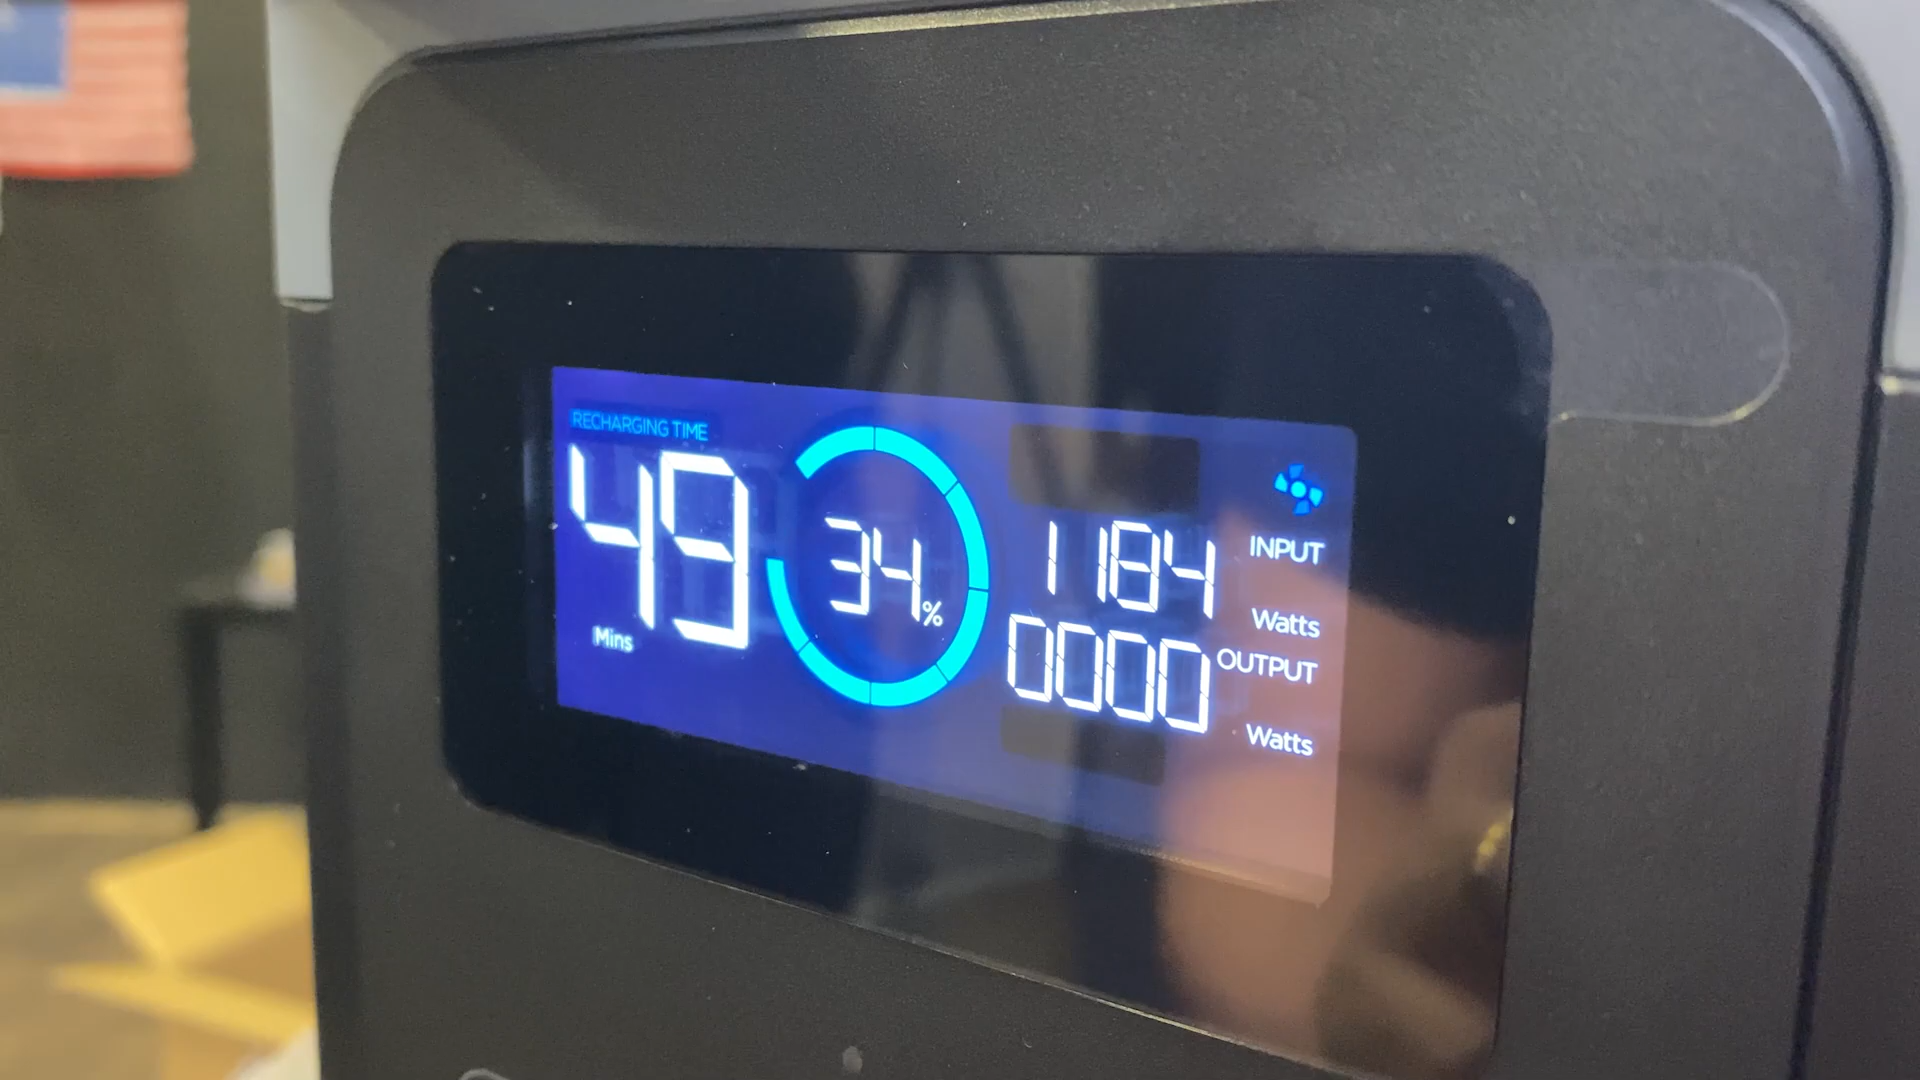 RECHARGING TIME
49
Mins
34%
1184
INPUT
Watts
0000
OUTPUT
Watts